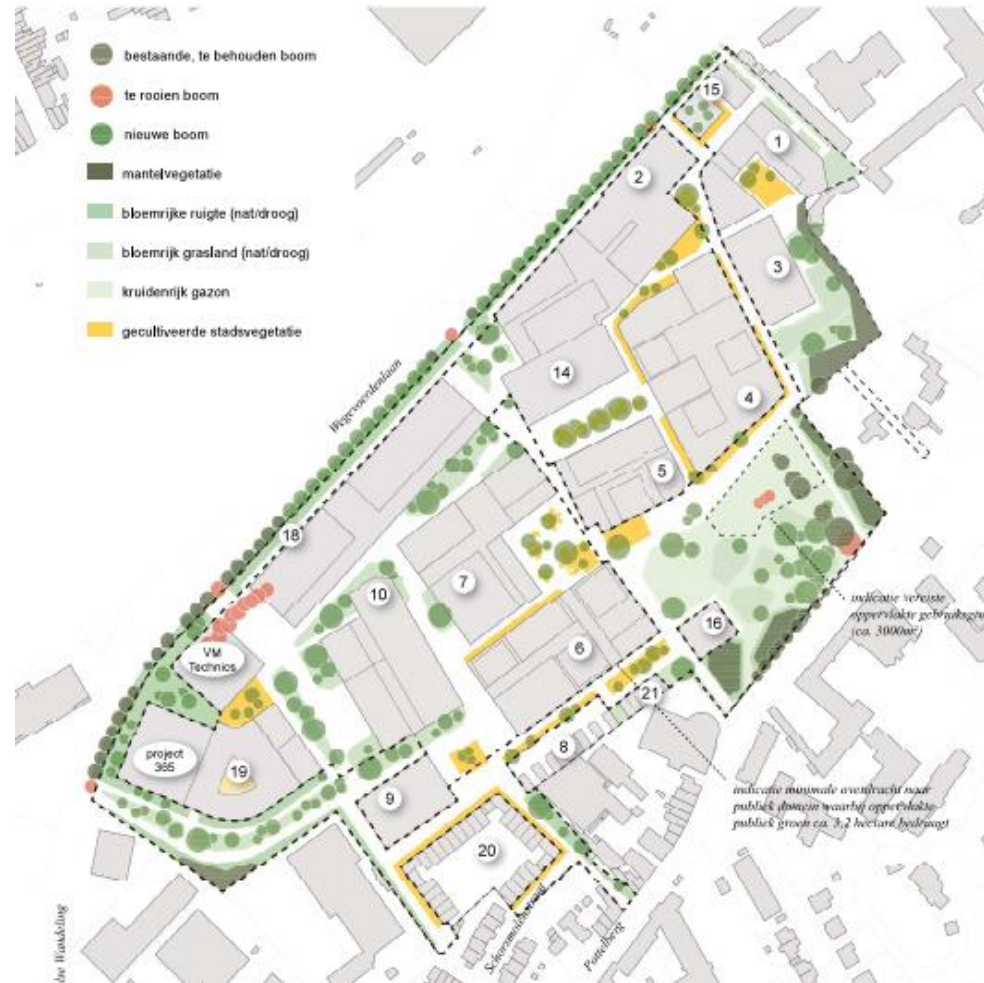 bestaande, te behouden boom
te rooien boom
nieuwe boom
mantelvegetatie
bloemrijke ruigte (nat/droog)
bloemrijk grasland (nat/droog)
kruidenrijk gazon
gecultiveerde stadsvegetatie
15
1
2
3
Wegevoerdenlaan
14
4
5
18
7
10
6
16
21
VM
Technics
8
project
365
19
9
20
indicatie vereiste
oppervlakte
(ca. 3000m²)
indicatie minimale overdracht naar
publiek domein waarbij oppervlakte
publiek groen ca. 3,2 hectare bedraagt
Pottelberg
Wandeling